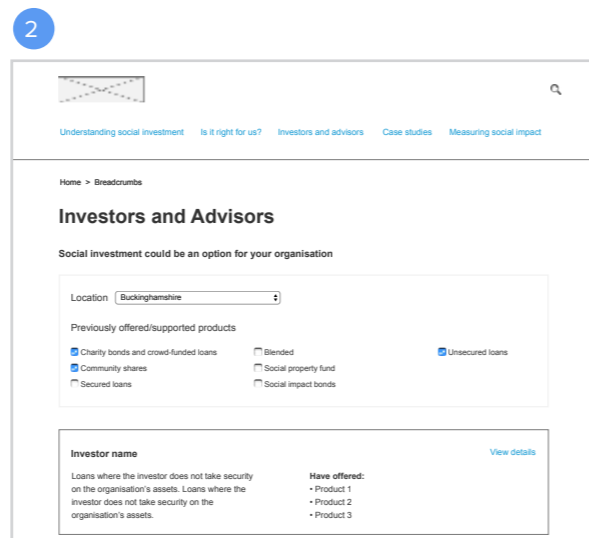 2
Understanding social investment Is it right for us? Investors and advisors Case studies Measuring social impact
Home > Breadcrumbs
Investors and Advisors
Social investment could be an option for your organisation
Location Buckinghamshire
Previously offered/supported products
Charity bonds and crowd-funded loans Blended Unsecured loans
Community shares Social property fund
Secured loans Social impact bonds
Investor name View details
Loans where the investor does not take security Have offered:
on the organisation's assets. Loans where the • Product 1
investor does not take security on the • Product 2
organisation's assets. • Product 3